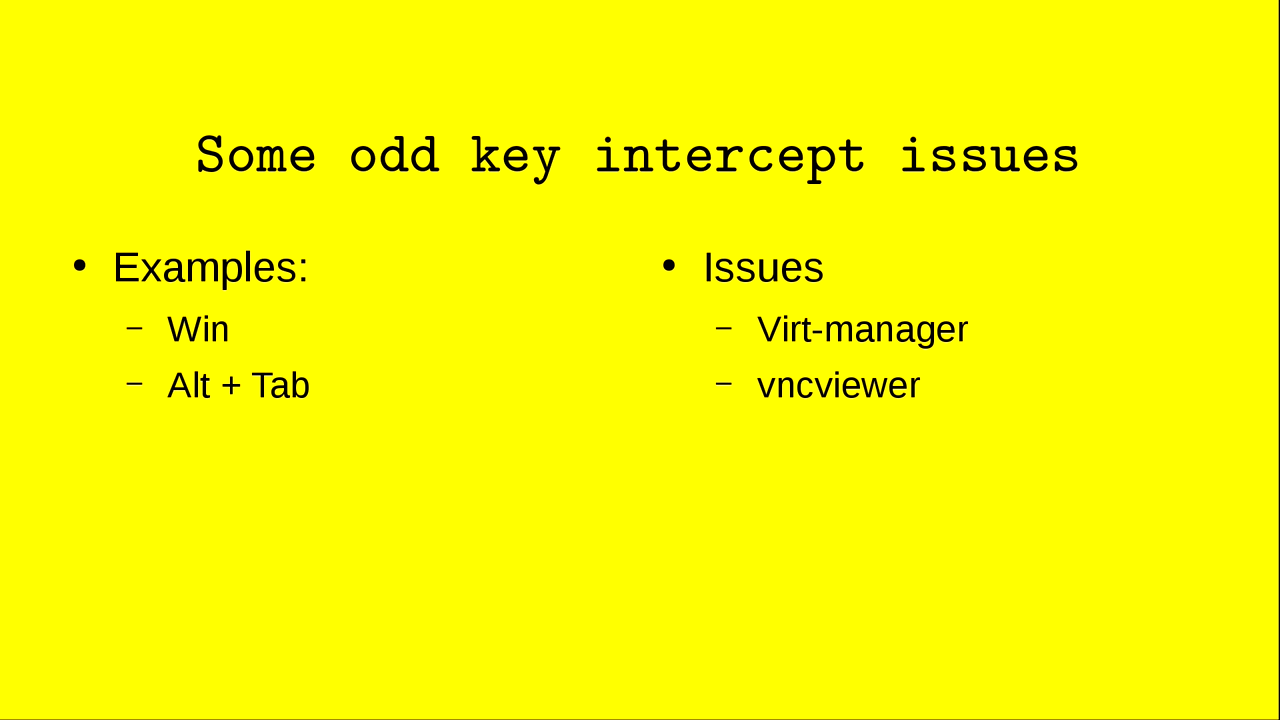 Some odd key intercept issues
• Examples:
– Win
– Alt + Tab
• Issues
– Virt-manager
– vncviewer